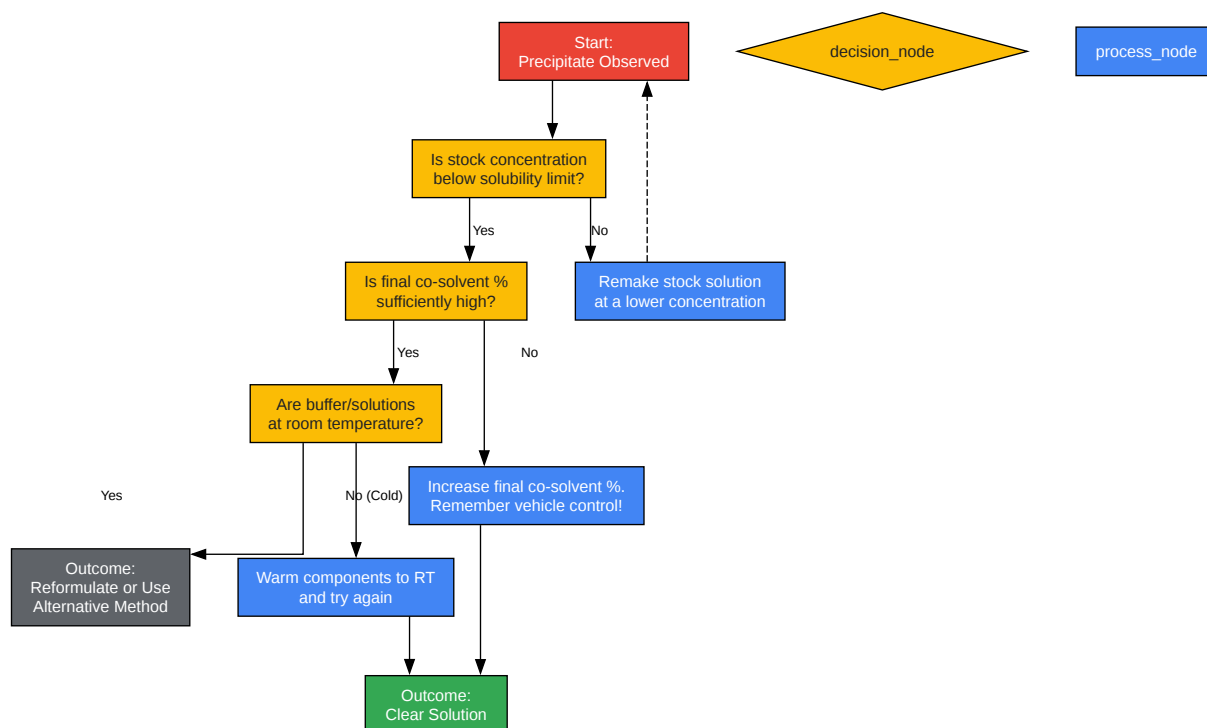 Start:
Precipitate Observed
decision_node
process_node
Is stock concentration
below solubility limit?
Yes
No
Is final co-solvent %
sufficiently high?
Remake stock solution
at a lower concentration
Yes
No
Are buffer/solutions
at room temperature?
Yes
No (Cold)
Increase final co-solvent %.
Remember vehicle control!
Outcome:
Reformulate or Use
Alternative Method
Warm components to RT
and try again
Outcome:
Clear Solution